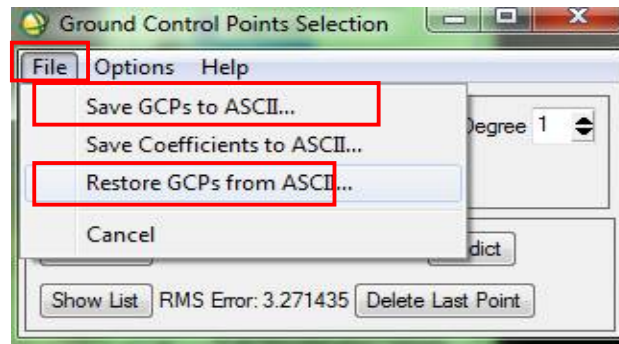 Ground Control Points Selection
File Options Help
Save GCPs to ASCII...
Degree 1
Save Coefficients to ASCII...
Restore GCPs from ASCII...
Cancel
Show List RMS Error: 3.271435 Delete Last Point